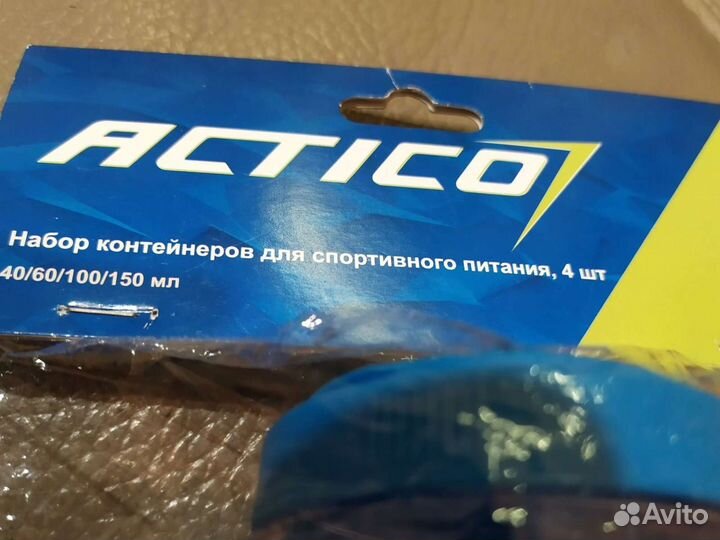 ACTICO
Набор контейнеров для спортивного питания, 4 шт
40/60/100/150 мл
Avito